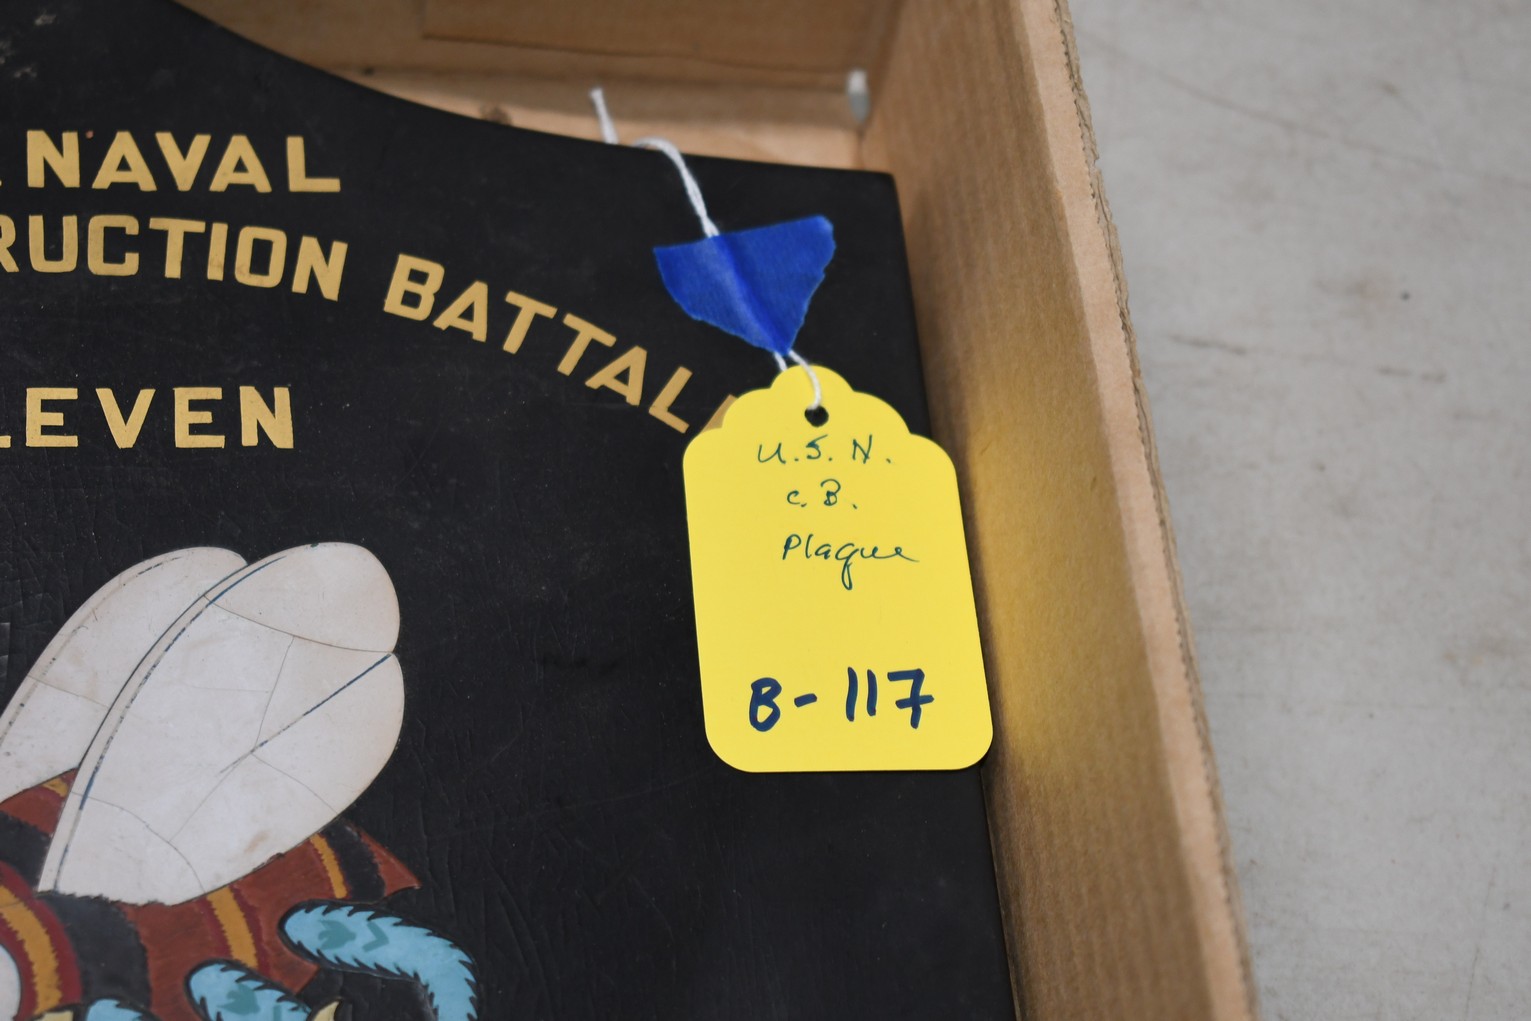 NAVAL
RUCTION BATTAL
LEVEN
U.S.N.
C.B.
Plaque
B-117